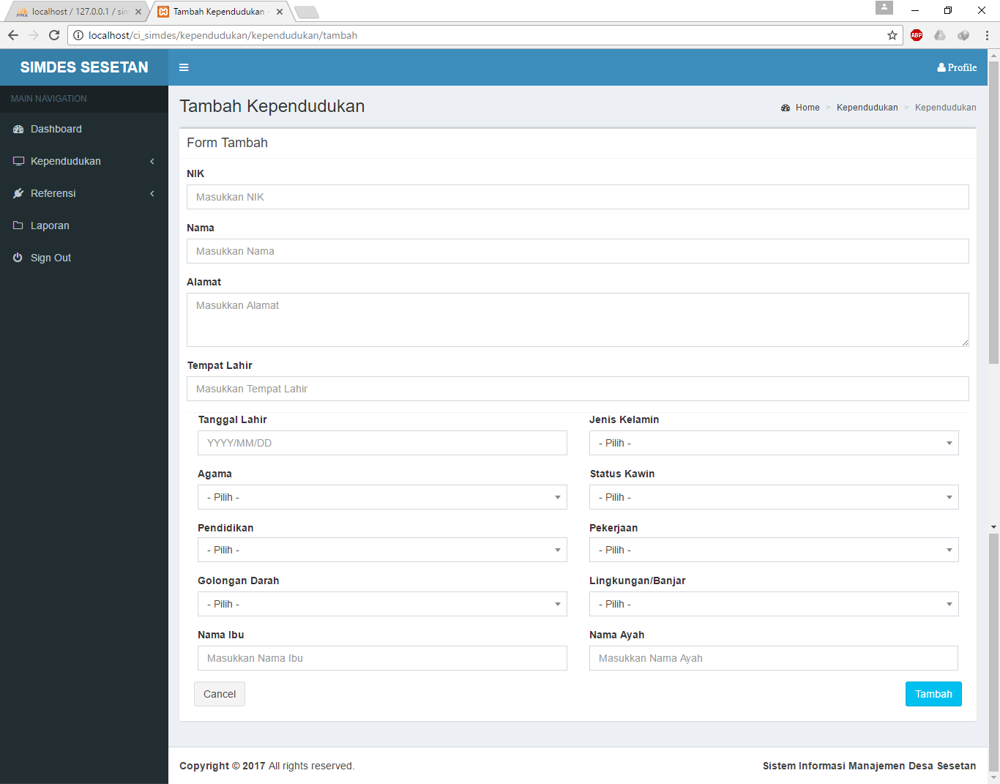 localhost / 127.0.0.1 / sim
Tambah Kependudukan -
localhost/ci_simdes/kependudukan/kependudukan/tambah
ABP
SIMDES SESETAN
Profile
MAIN NAVIGATION
Dashboard
Kependudukan
Referensi
Laporan
Sign Out
Tambah Kependudukan
Home > Kependudukan > Kependudukan
Form Tambah
NIK
Masukkan NIK
Nama
Masukkan Nama
Alamat
Masukkan Alamat
Tempat Lahir
Masukkan Tempat Lahir
Tanggal Lahir
YYYY/MM/DD
Jenis Kelamin
- Pilih -
Agama
- Pilih -
Status Kawin
- Pilih -
Pendidikan
- Pilih -
Pekerjaan
- Pilih -
Golongan Darah
- Pilih -
Lingkungan/Banjar
- Pilih -
Nama Ibu
Masukkan Nama Ibu
Nama Ayah
Masukkan Nama Ayah
Cancel
Tambah
Copyright © 2017 All rights reserved.
Sistem Informasi Manajemen Desa Sesetan